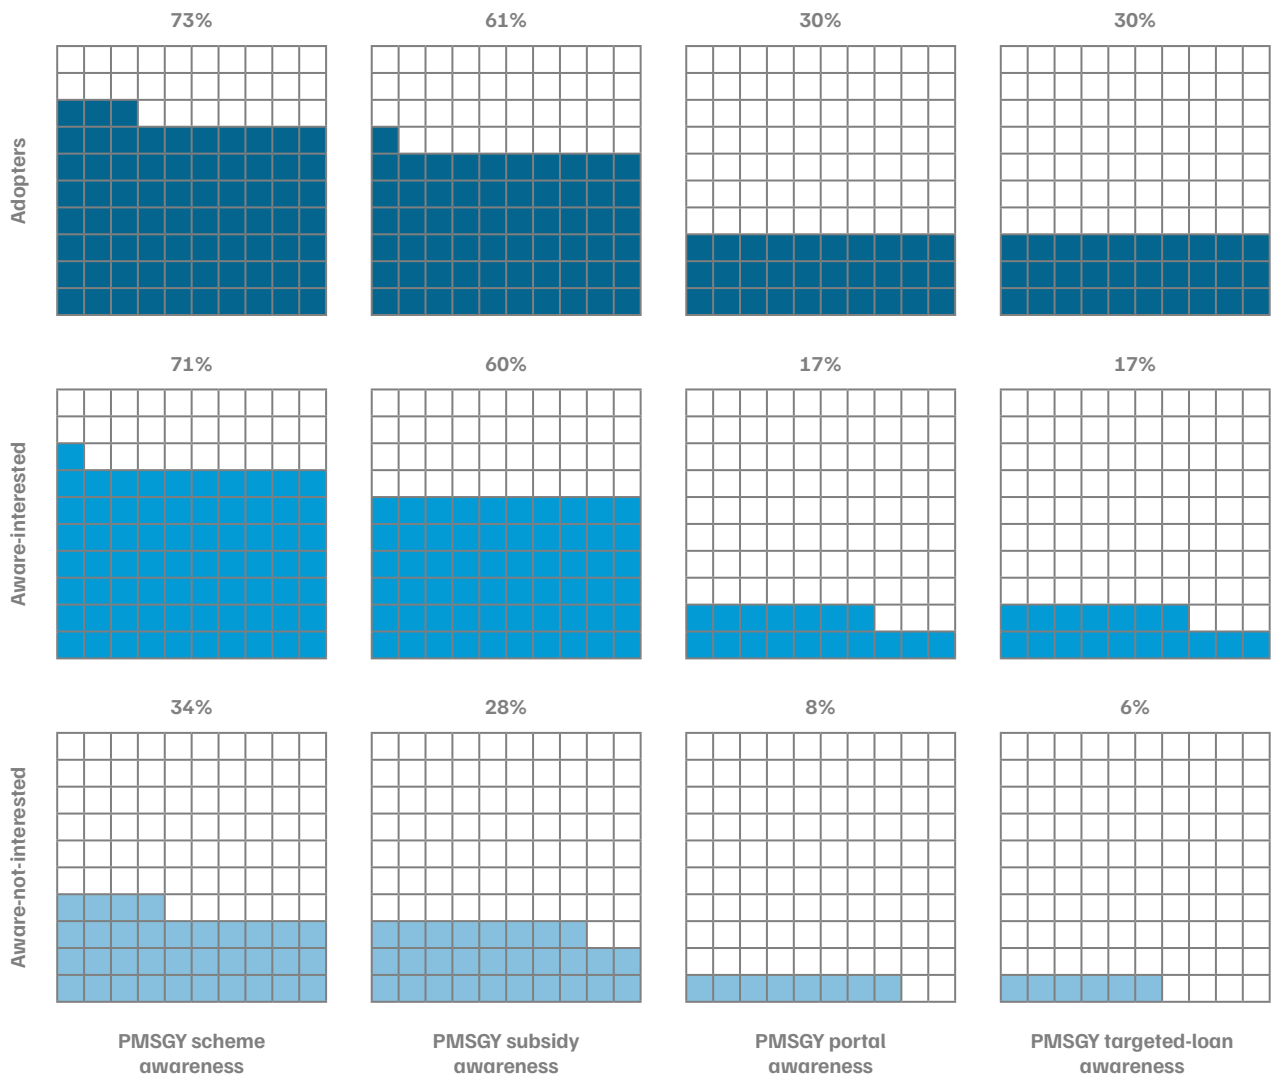 73%
61%
30%
30%
Adopters
71%
60%
17%
17%
Aware-interested
34%
28%
8%
6%
Aware-not-interested
PMSGY scheme
awareness
PMSGY subsidy
awareness
PMSGY portal
awareness
PMSGY targeted-loan
awareness